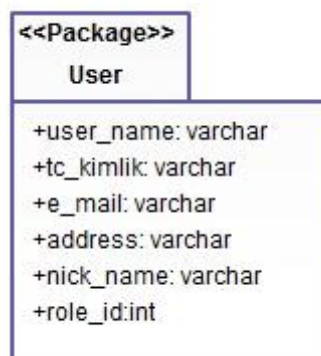 <<Package>>
User
+user_name: varchar
+tc_kimlik: varchar
+e_mail: varchar
+address: varchar
+nick_name: varchar
+role_id:int